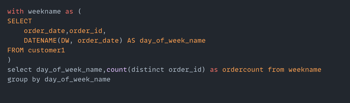 with weekname as (
SELECT
order_date,order_id,
DATENAME(DW, order_date) AS day_of_week_name
FROM customer1
)
select day_of_week_name,count(distinct order_id) as ordercount from weekname
group by day_of_week_name